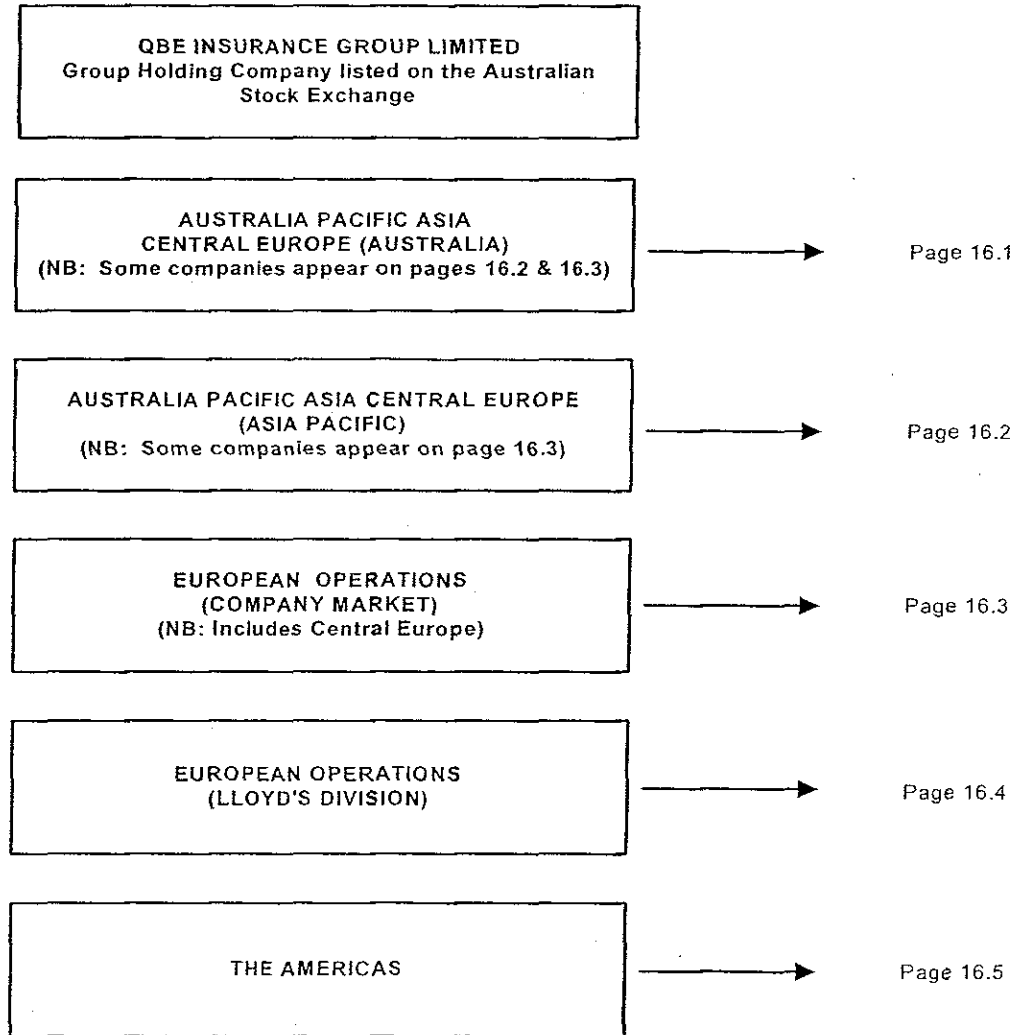 QBE INSURANCE GROUP LIMITED
Group Holding Company listed on the Australian
Stock Exchange
AUSTRALIA PACIFIC ASIA
CENTRAL EUROPE (AUSTRALIA)
(NB: Some companies appear on pages 16.2 & 16.3)
Page 16.1
AUSTRALIA PACIFIC ASIA CENTRAL EUROPE
(ASIA PACIFIC)
(NB: Some companies appear on page 16.3)
Page 16.2
EUROPEAN OPERATIONS
(COMPANY MARKET)
(NB: Includes Central Europe)
Page 16.3
EUROPEAN OPERATIONS
(LLOYD'S DIVISION)
Page 16.4
THE AMERICAS
Page 16.5